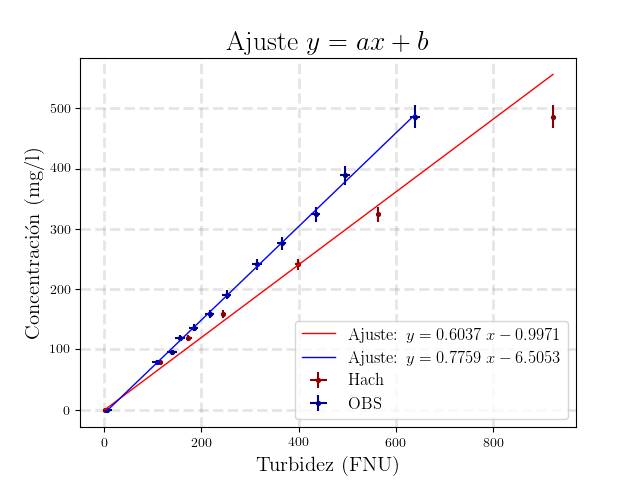 Ajuste y = ax + b
Concentración (mg/l)
500
400
300
200
100
0
0 200 400 600 800
Turbidez (FNU)
Ajuste: y = 0.6037 x − 0.9971
Ajuste: y = 0.7759 x − 6.5053
Hach
OBS